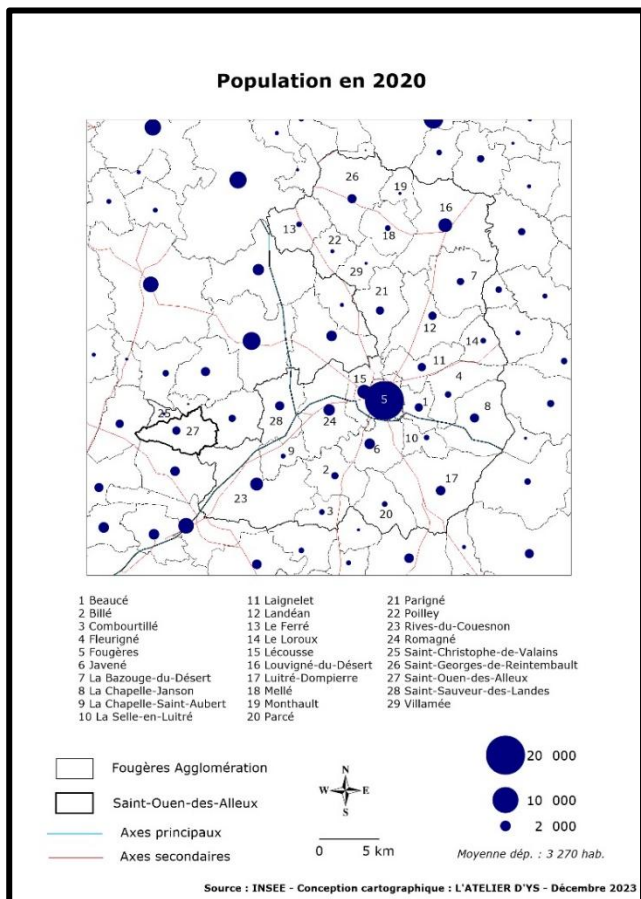 Population en 2020
26
19
16
13
18
22
29
7
21
12
14
15
11
4
5
25
27
28
24
1
8
6
10
9
2
17
23
3
20
1 Beaucé
2 Billé
3 Combourtillé
4 Fleurigné
5 Fougères
6 Javené
7 La Bazouge-du-Désert
8 La Chapelle-Janson
9 La Chapelle-Saint-Aubert
10 La Selle-en-Luitré
11 Laignelet
12 Landéan
13 Le Ferré
14 Le Loroux
15 Lécousse
16 Louvigné-du-Désert
17 Luitré-Dompierre
18 Mellé
19 Monthault
20 Parcé
21 Parigné
22 Poilley
23 Rives-du-Couesnon
24 Romagné
25 Saint-Christophe-de-Valains
26 Saint-Georges-de-Reintembault
27 Saint-Ouen-des-Alleux
28 Saint-Sauveur-des-Landes
29 Villamée
Fougères Agglomération
Saint-Ouen-des-Alleux
Axes principaux
Axes secondaires
N
W E
S
0 5 km
20 000
10 000
2 000
Moyenne dép. : 3 270 hab.
Source : INSEE - Conception cartographique : L'ATELIER D'YS - Décembre 2023